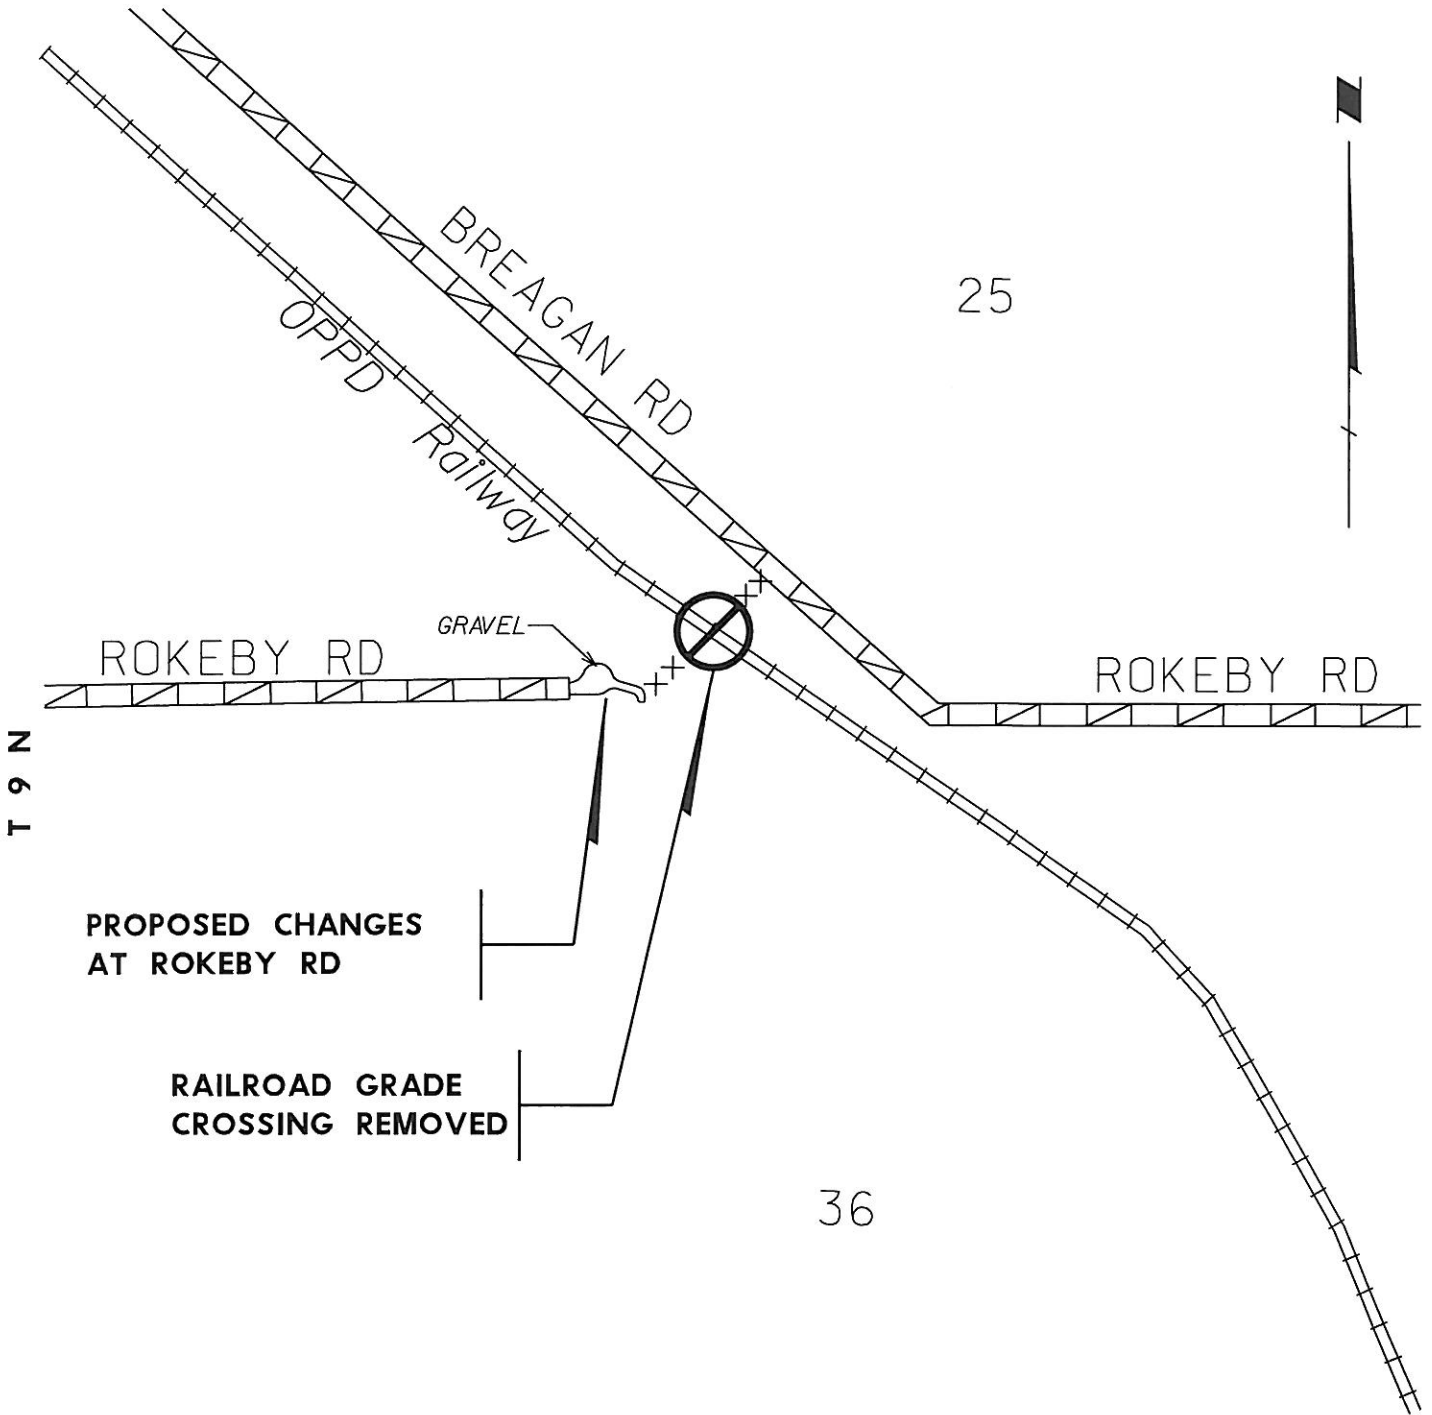 N
BREAGAN RD
25
OPPD Railway
GRAVEL
ROKEBY RD
ROKEBY RD
T 9 N
PROPOSED CHANGES
AT ROKEBY RD
RAILROAD GRADE
CROSSING REMOVED
36